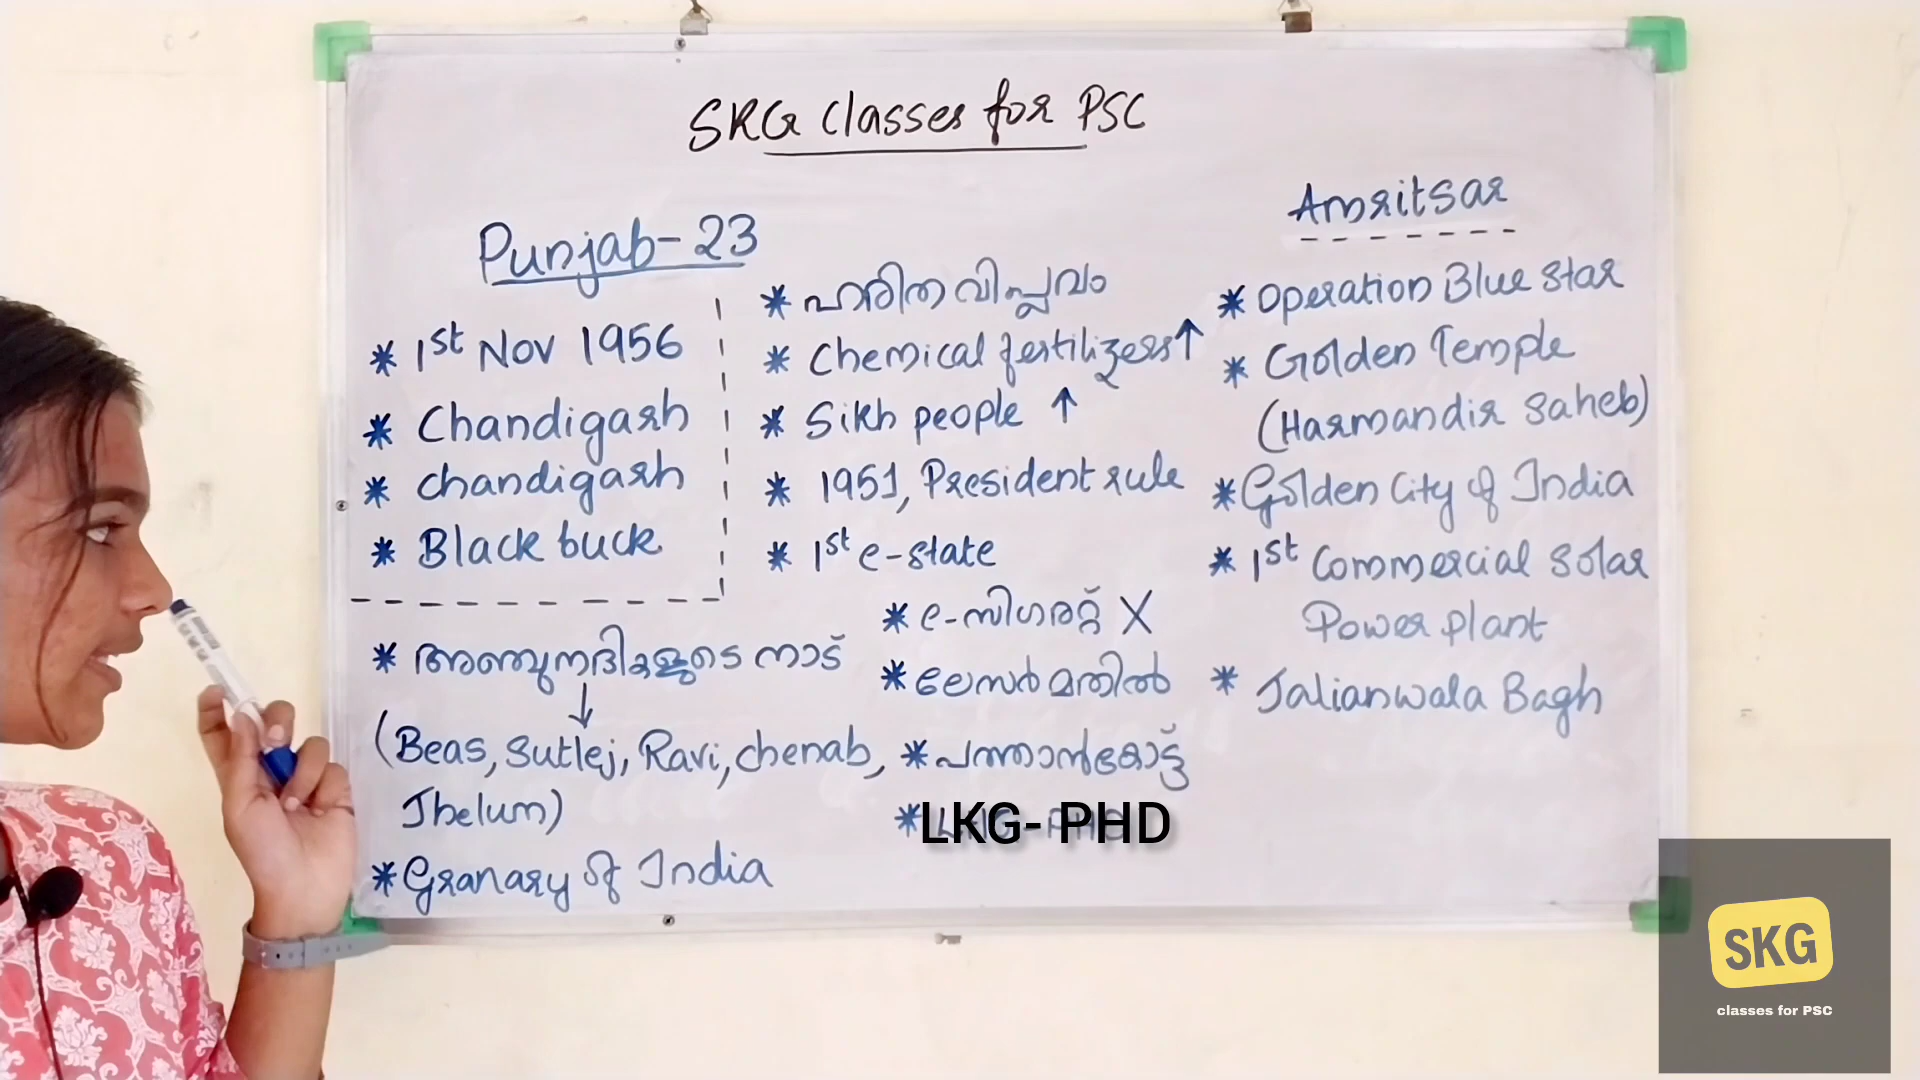 SKG Classes for PSC
Punjab-23
* 1st Nov 1956
* Chandigarh
* chandigarh
* Black buck
* അഞ്ചുനദികളുടെ നാട്
(Beas, Sutlej, Ravi, chenab,
Jhelum)
* Granary of India
* ഹരിത വിപ്ലവം
* Chemical fertilizers↑
* Sikh people ↑
* 1951, President rule
* 1st e-state
* ഇ-സിഗരറ്റ് X
* ലേസർ മതിൽ
* പത്താൻകോട്ട്
* LKG- PHD
Amritsar
* Operation Blue Star
* Golden Temple
(Harmandir Saheb)
* Golden City of India
* 1st Commercial Solar
Power plant
* Jalianwala Bagh
SKG
classes for PSC